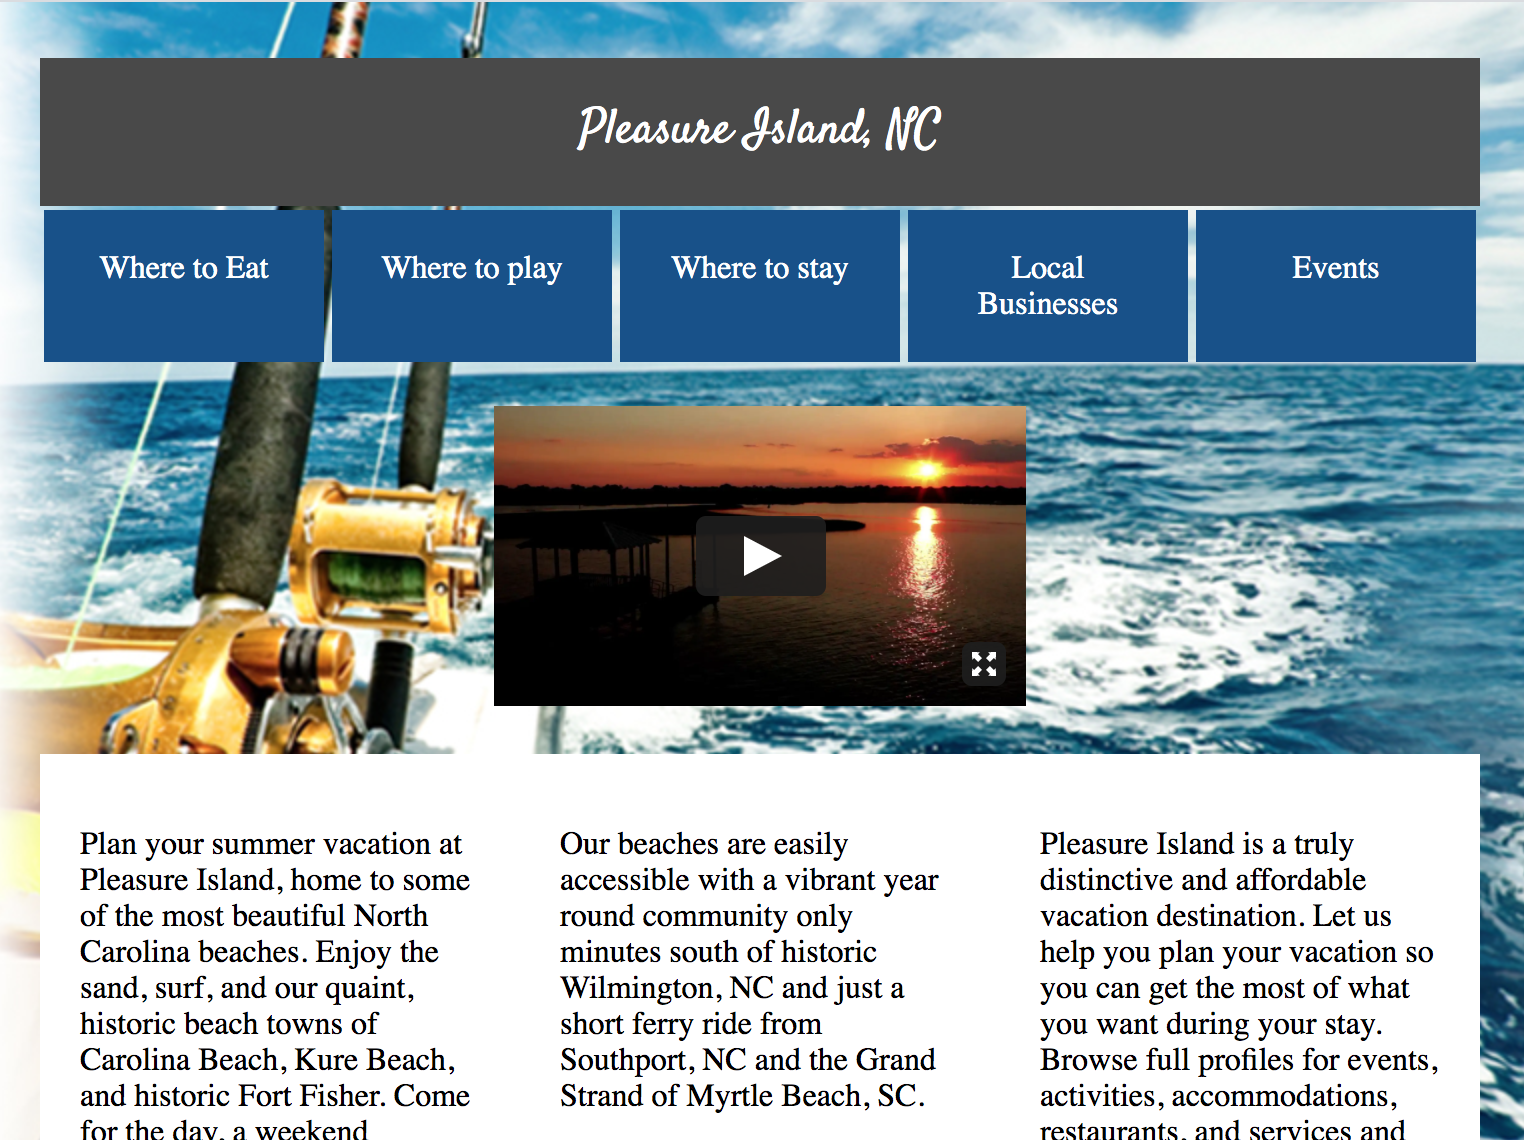 Pleasure Island, NC
Where to Eat
Where to play
Where to stay
Local
Businesses
Events
Plan your summer vacation at
Pleasure Island, home to some
of the most beautiful North
Carolina beaches. Enjoy the
sand, surf, and our quaint,
historic beach towns of
Carolina Beach, Kure Beach,
and historic Fort Fisher. Come
for the day, a weekend
Our beaches are easily
accessible with a vibrant year
round community only
minutes south of historic
Wilmington, NC and just a
short ferry ride from
Southport, NC and the Grand
Strand of Myrtle Beach, SC.
Pleasure Island is a truly
distinctive and affordable
vacation destination. Let us
help you plan your vacation so
you can get the most of what
you want during your stay.
Browse full profiles for events,
activities, accommodations,
restaurants, and services and